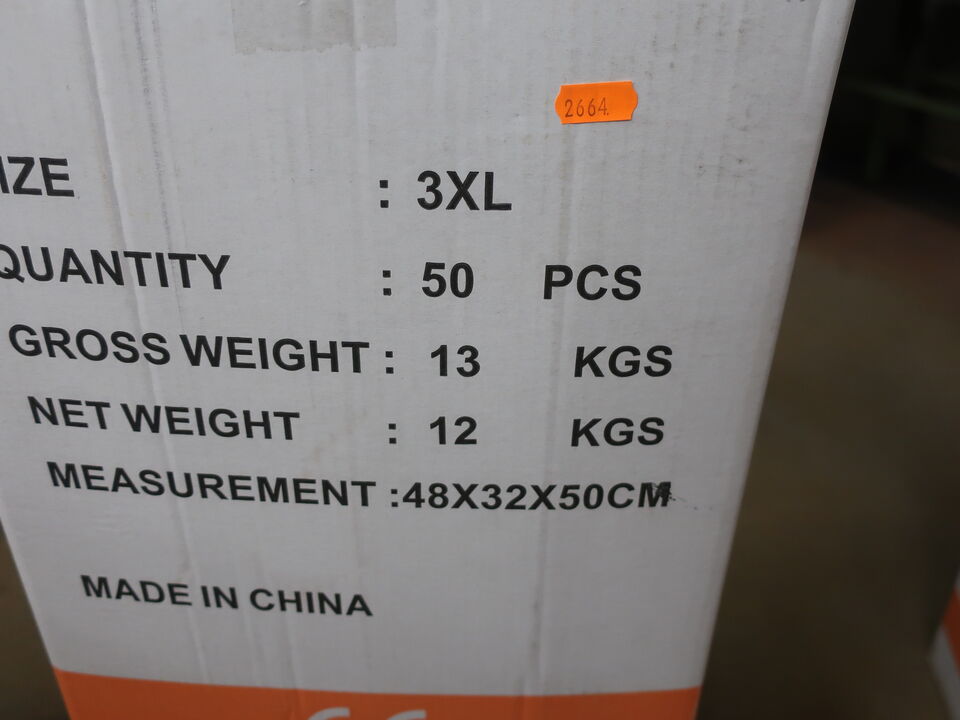 2664.
IZE : 3XL
QUANTITY : 50 PCS
GROSS WEIGHT : 13 KGS
NET WEIGHT : 12 KGS
MEASUREMENT :48X32X50CM
MADE IN CHINA